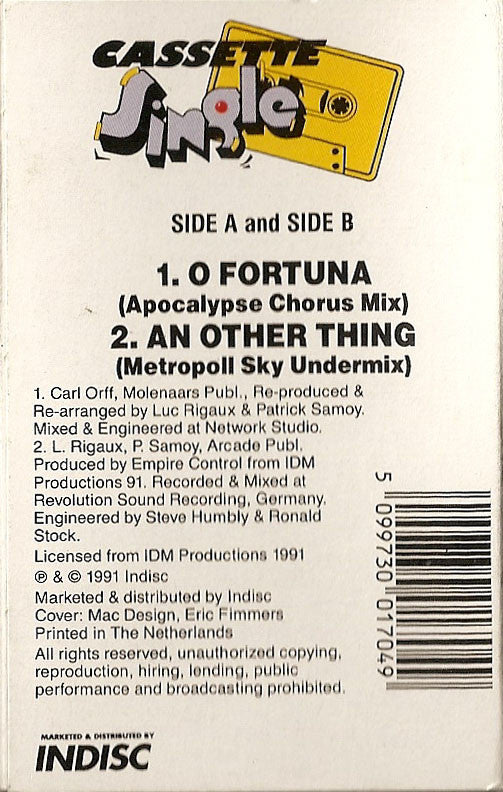 CASSETTE
Single
SIDE A and SIDE B
1. O FORTUNA
(Apocalypse Chorus Mix)
2. AN OTHER THING
(Metropoll Sky Undermix)
1. Carl Orff, Molenaars Publ., Re-produced &
Re-arranged by Luc Rigaux & Patrick Samoy.
Mixed & Engineered at Network Studio.
2. L. Rigaux, P. Samoy, Arcade Publ.
Produced by Empire Control from IDM
Productions 91. Recorded & Mixed at
Revolution Sound Recording, Germany.
Engineered by Steve Humbly & Ronald
Stock.
Licensed from IDM Productions 1991
℗ & © 1991 Indisc
Marketed & distributed by Indisc
Cover: Mac Design, Eric Fimmers
Printed in The Netherlands
All rights reserved, unauthorized copying,
reproduction, hiring, lending, public
performance and broadcasting prohibited.
5 099730 017049
MARKETED & DISTRIBUTED BY
INDISC